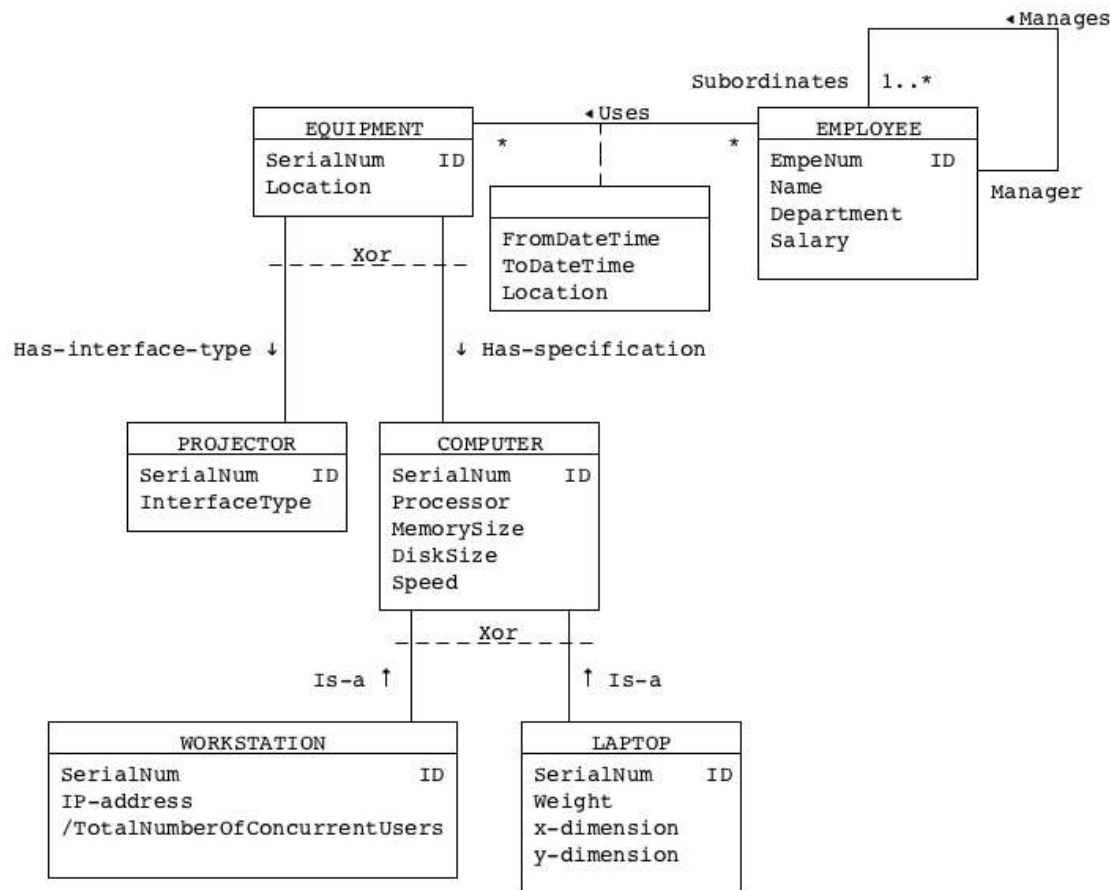 ◂Manages
Subordinates 1..*
◂Uses
EQUIPMENT
SerialNum ID
Location
*
*
EMPLOYEE
EmpeNum ID
Name
Department
Salary
Manager
FromDateTime
ToDateTime
Location
Xor
Has-interface-type ↓
↓ Has-specification
PROJECTOR
SerialNum ID
InterfaceType
COMPUTER
SerialNum ID
Processor
MemorySize
DiskSize
Speed
Xor
Is-a ↑
↑ Is-a
WORKSTATION
SerialNum ID
IP-address
/TotalNumberOfConcurrentUsers
LAPTOP
SerialNum ID
Weight
x-dimension
y-dimension